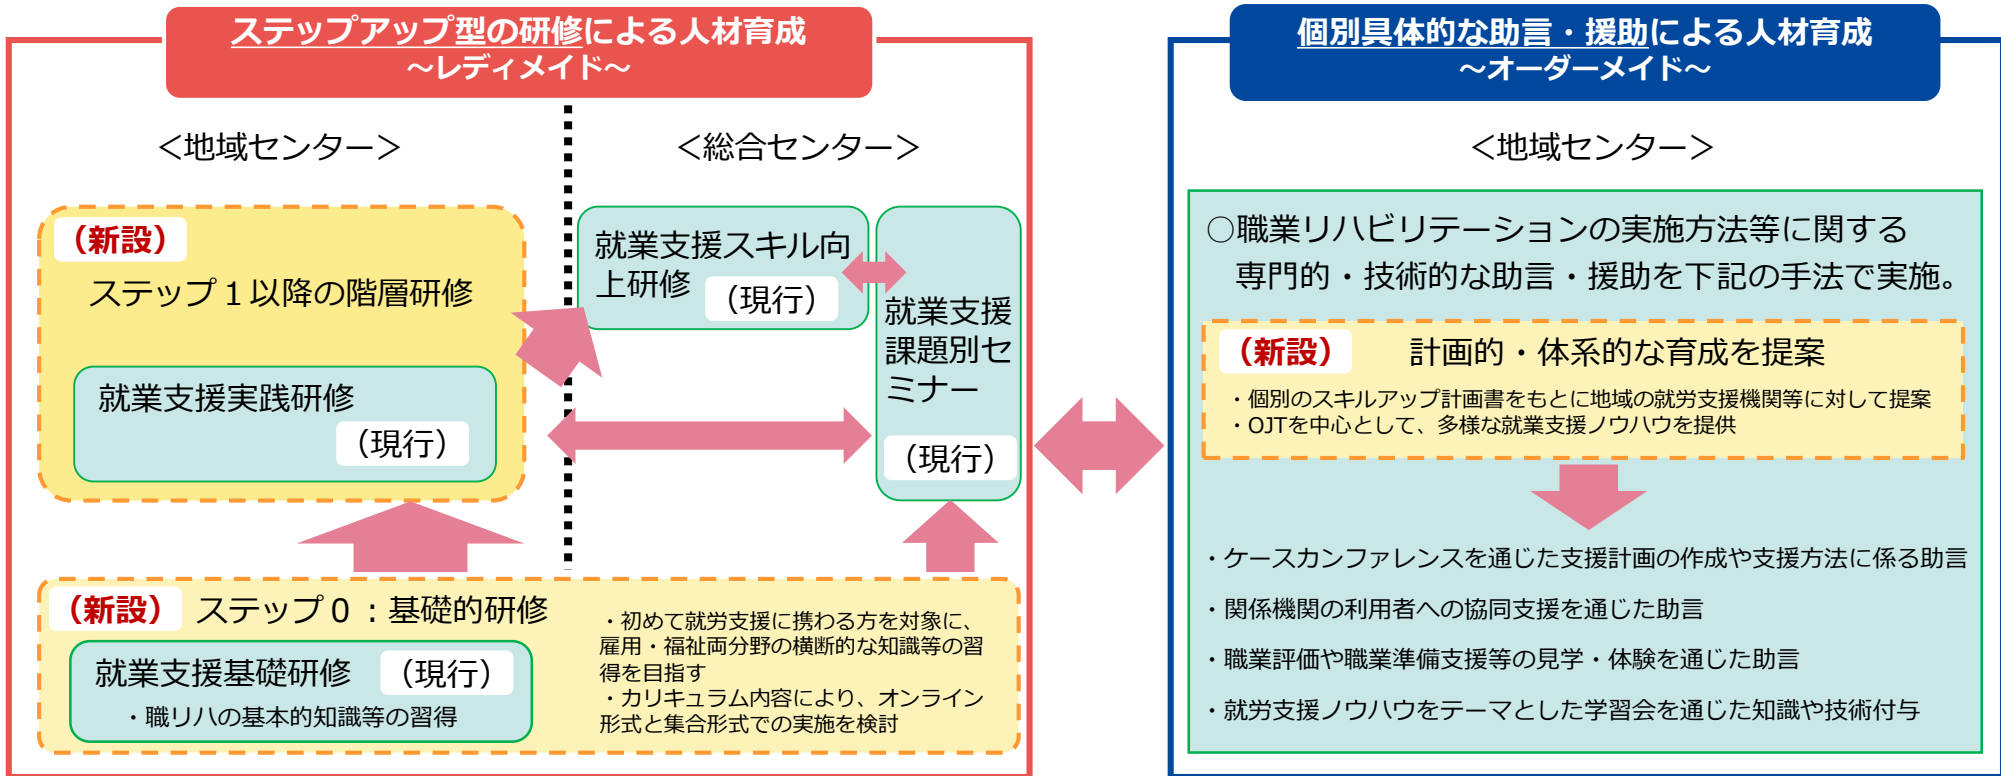 ステップアップ型の研修による人材育成
～レディメイド～
＜地域センター＞
＜総合センター＞
（新設）
ステップ１以降の階層研修
就業支援実践研修
（現行）
就業支援スキル向
上研修
（現行）
就業支援
課題別セ
ミナー
（現行）
（新設）
ステップ０：基礎的研修
就業支援基礎研修
（現行）
・職リハの基本的知識等の習得
・初めて就労支援に携わる方を対象に、
雇用・福祉両分野の横断的な知識等の習
得を目指す
・カリキュラム内容により、オンライン
形式と集合形式での実施を検討
個別具体的な助言・援助による人材育成
～オーダーメイド～
＜地域センター＞
○職業リハビリテーションの実施方法等に関する
専門的・技術的な助言・援助を下記の手法で実施。
（新設）
計画的・体系的な育成を提案
・個別のスキルアップ計画書をもとに地域の就労支援機関等に対して提案
・OJTを中心として、多様な就業支援ノウハウを提供
・ケースカンファレンスを通じた支援計画の作成や支援方法に係る助言
・関係機関の利用者への協同支援を通じた助言
・職業評価や職業準備支援等の見学・体験を通じた助言
・就労支援ノウハウをテーマとした学習会を通じた知識や技術付与